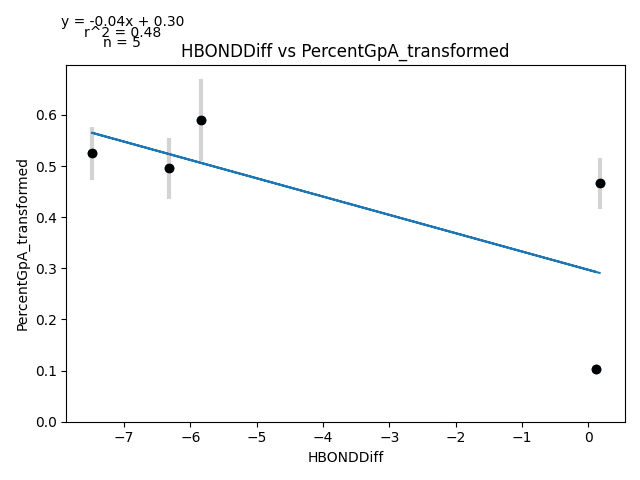 y = -0.04x + 0.30
r^2 = 0.48
n = 5
HBONDDiff vs PercentGpA_transformed
PercentGpA_transformed
0.6
0.5
0.4
0.3
0.2
0.1
0.0
−7 −6 −5 −4 −3 −2 −1 0
HBONDDiff